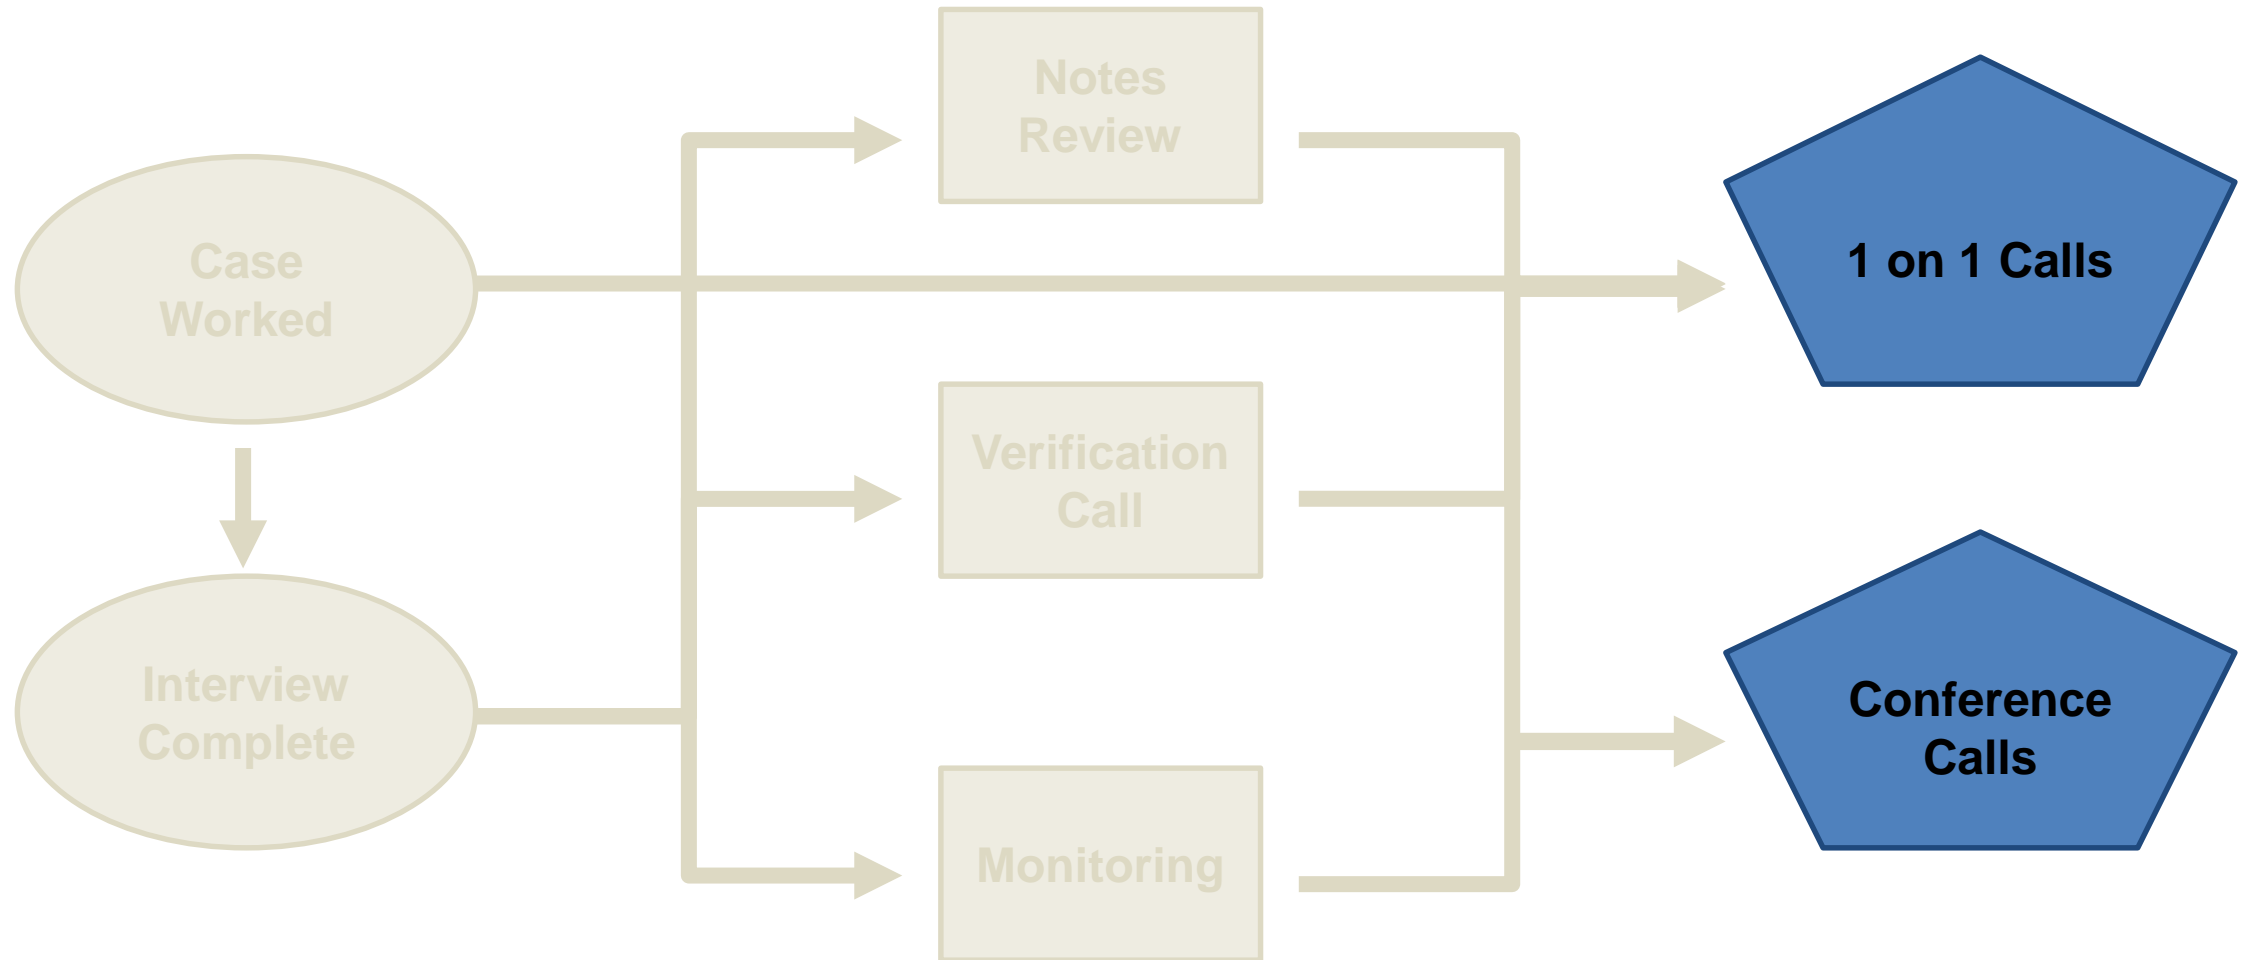 Notes
Review
Case
Worked
1 on 1 Calls
Verification
Call
Interview
Complete
Conference
Calls
Monitoring